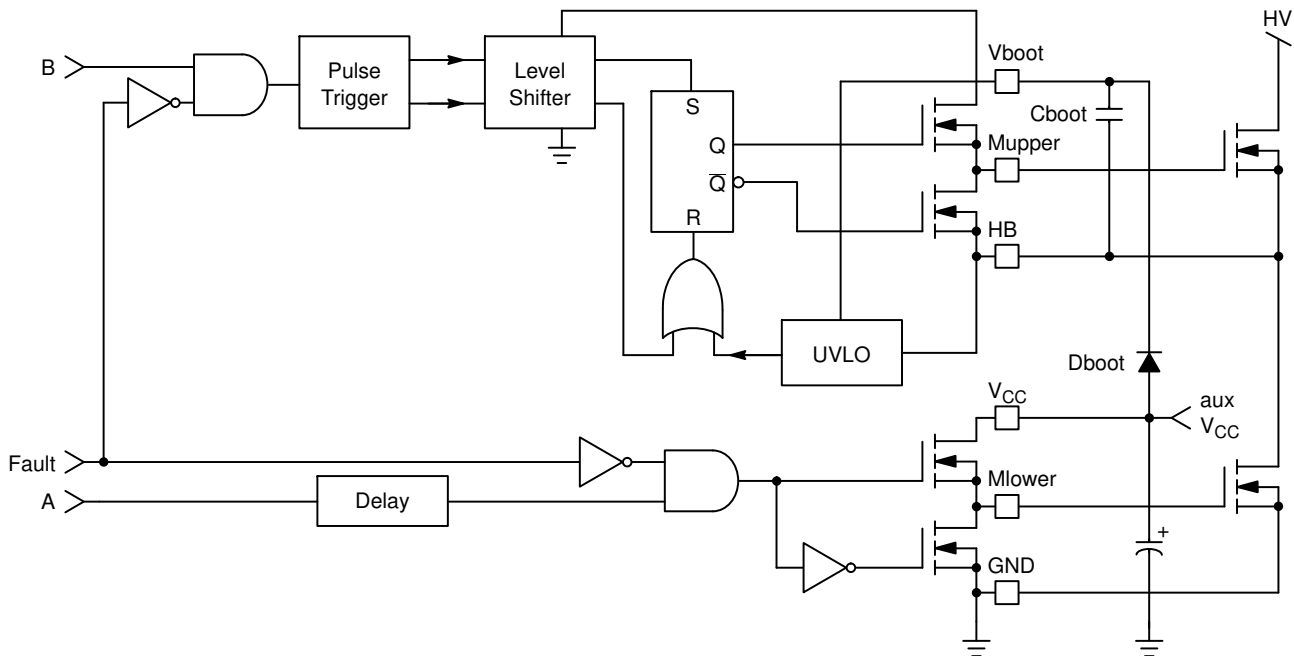 HV
B
Pulse
Trigger
Level
Shifter
Vboot
Cboot
S
Q
Q̅
R
Mupper
HB
UVLO
Dboot
VCC
aux
VCC
Fault
A
Delay
Mlower
+
GND